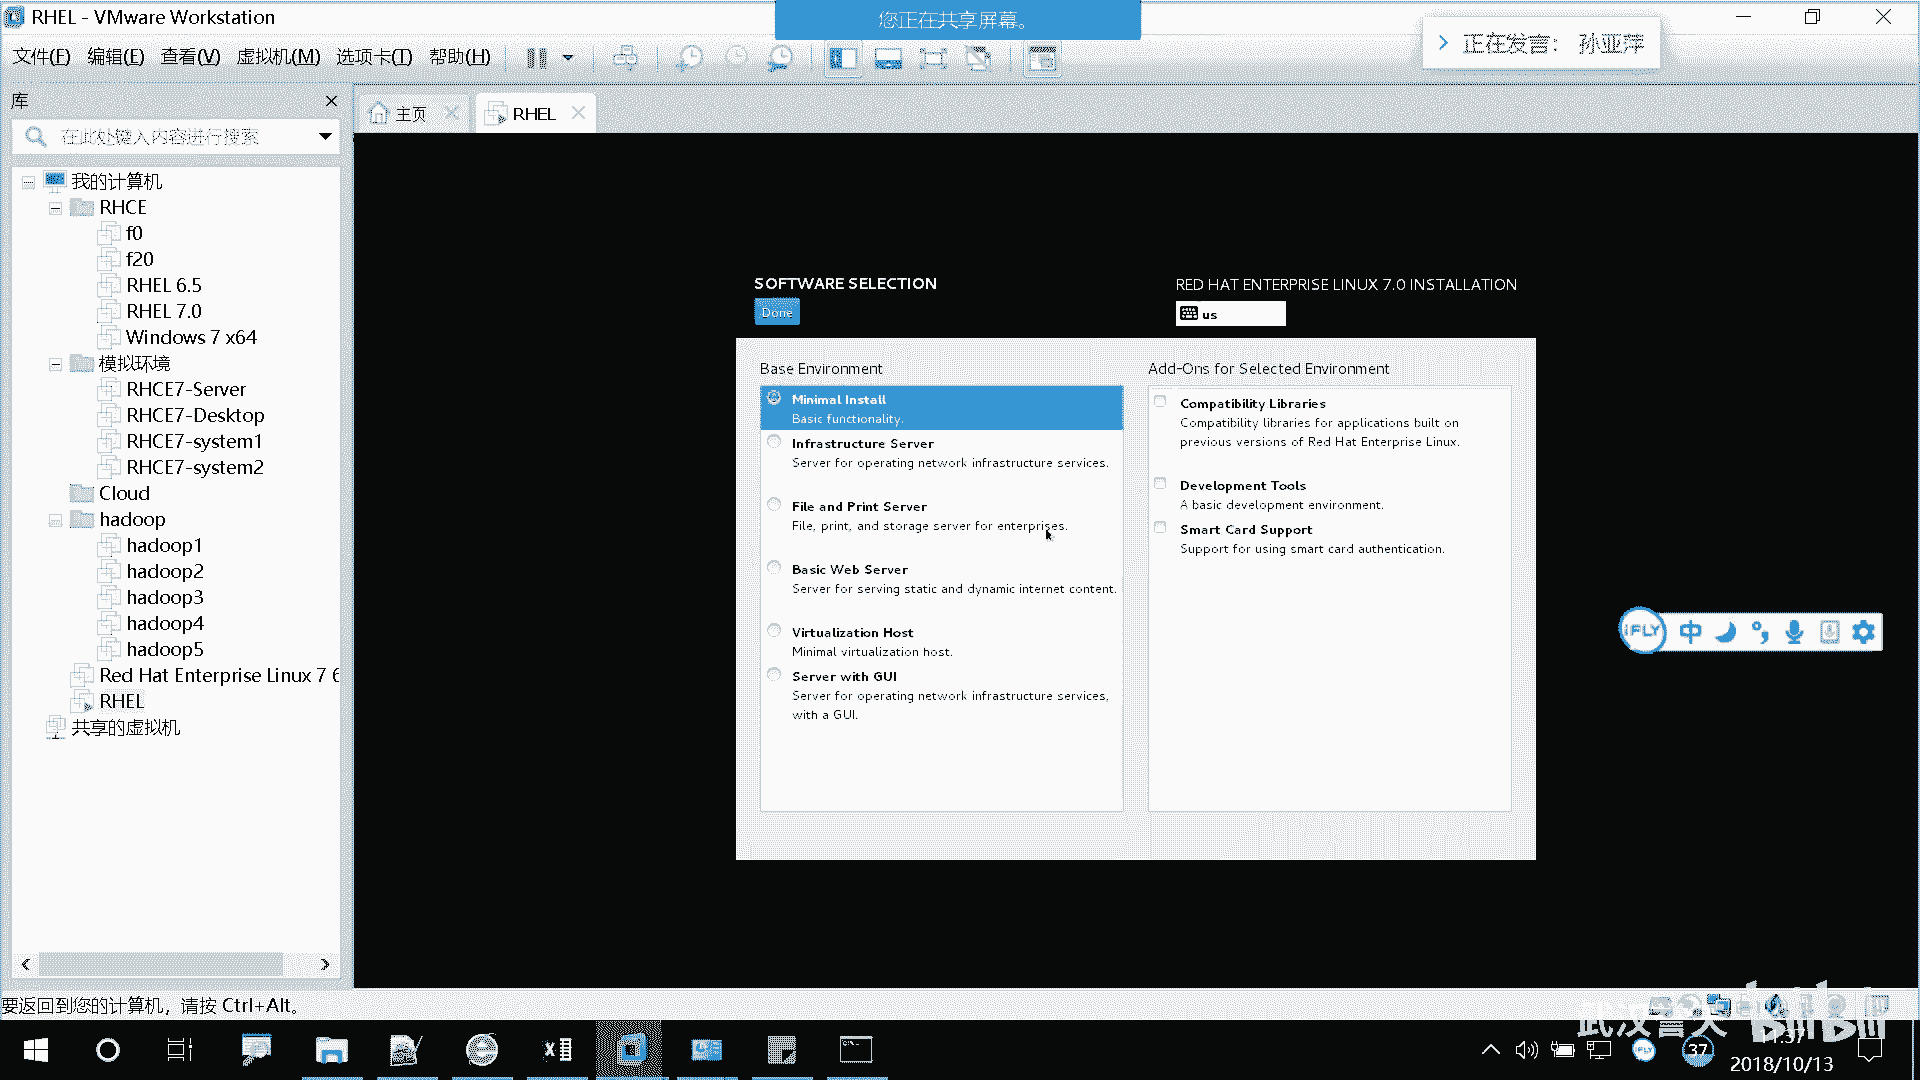 RHEL - VMware Workstation
您正在共享屏幕。
正在发言： 孙亚萍
文件(F) 编辑(E) 查看(V) 虚拟机(M) 选项卡(T) 帮助(H)
库
主页
RHEL
在此处键入内容进行搜索
我的计算机
RHCE
f0
f20
RHEL 6.5
RHEL 7.0
Windows 7 x64
模拟环境
RHCE7-Server
RHCE7-Desktop
RHCE7-system1
RHCE7-system2
Cloud
hadoop
hadoop1
hadoop2
hadoop3
hadoop4
hadoop5
Red Hat Enterprise Linux 7 6
RHEL
共享的虚拟机
SOFTWARE SELECTION
Done
RED HAT ENTERPRISE LINUX 7.0 INSTALLATION
us
Base Environment
Minimal Install
Basic functionality.
Infrastructure Server
Server for operating network infrastructure services.
File and Print Server
File, print, and storage server for enterprises.
Basic Web Server
Server for serving static and dynamic internet content.
Virtualization Host
Minimal virtualization host.
Server with GUI
Server for operating network infrastructure services,
with a GUI.
Add-Ons for Selected Environment
Compatibility Libraries
Compatibility libraries for applications built on
previous versions of Red Hat Enterprise Linux.
Development Tools
A basic development environment.
Smart Card Support
Support for using smart card authentication.
iFLY 中
要返回到您的计算机，请按 Ctrl+Alt。
武汉誉天 bilibili
37
11:37
2018/10/13